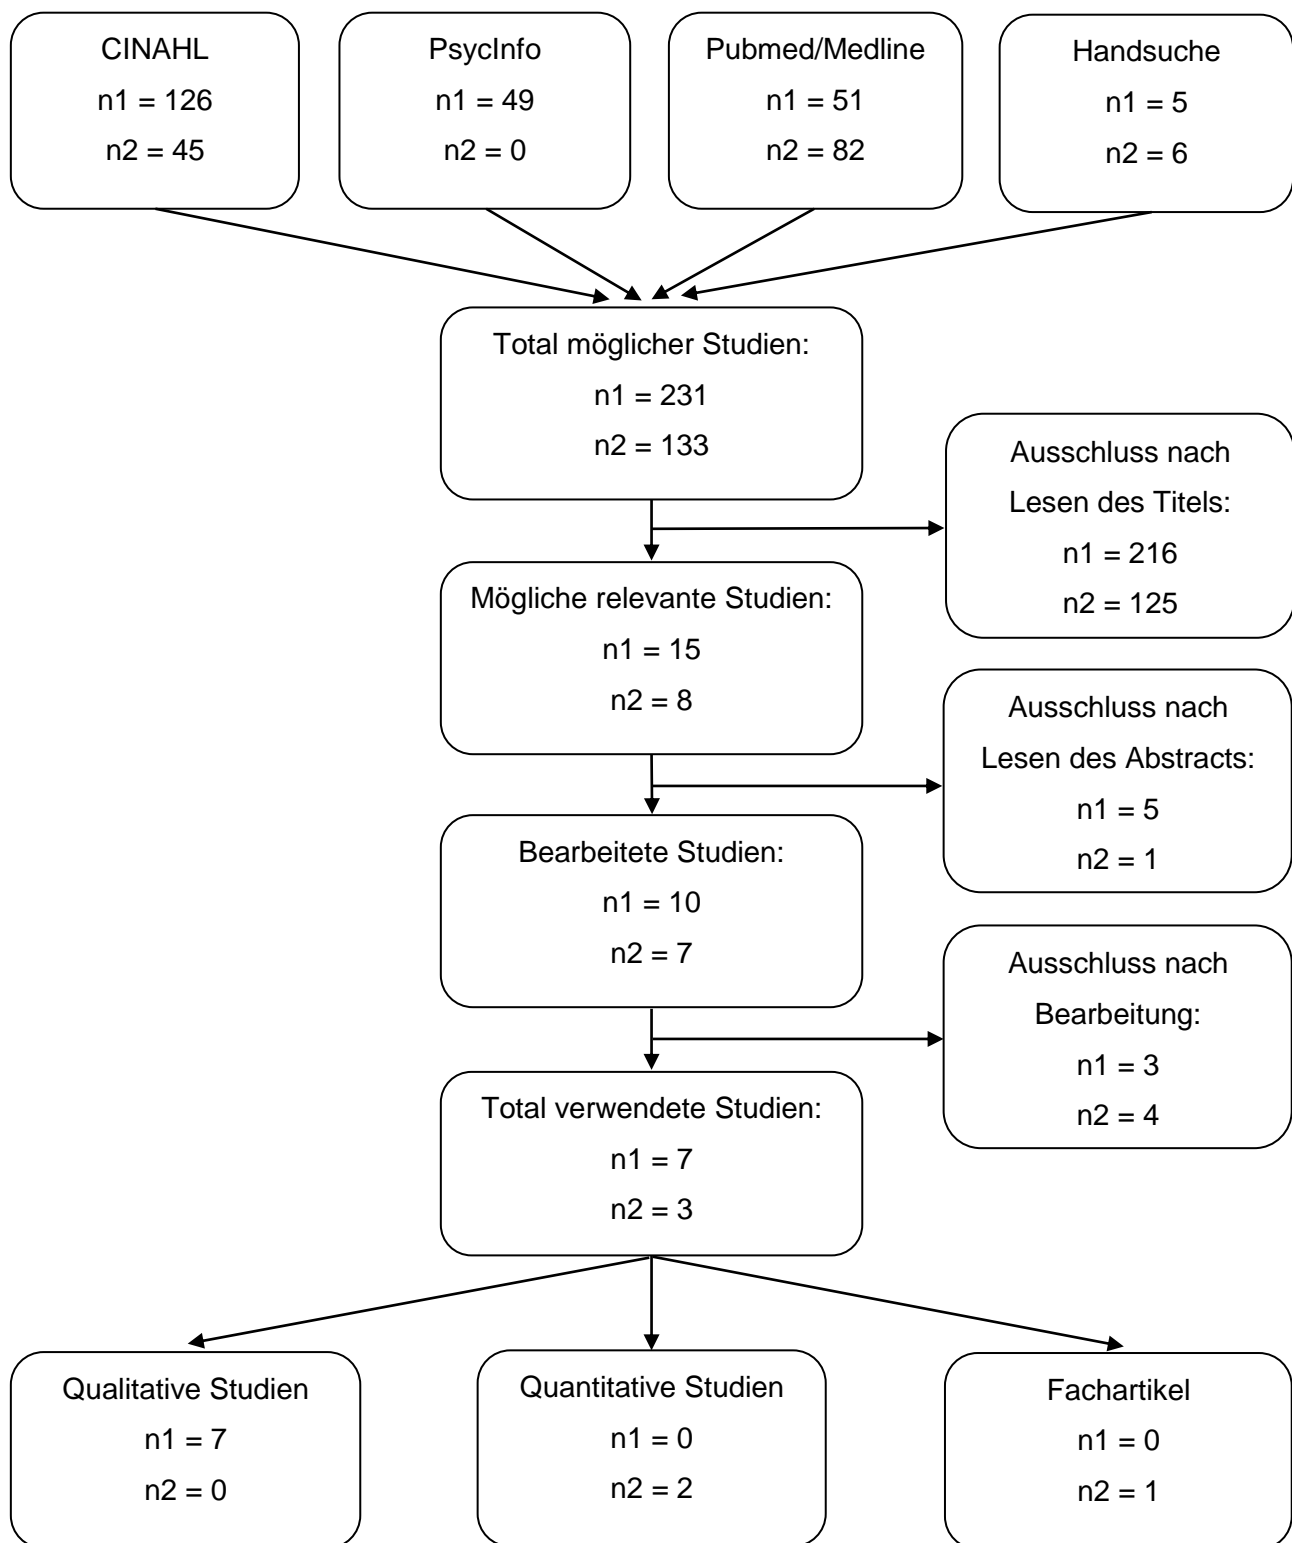 CINAHL
n1 = 126
n2 = 45
PsycInfo
n1 = 49
n2 = 0
Pubmed/Medline
n1 = 51
n2 = 82
Handsuche
n1 = 5
n2 = 6
Total möglicher Studien:
n1 = 231
n2 = 133
Ausschluss nach
Lesen des Titels:
n1 = 216
n2 = 125
Mögliche relevante Studien:
n1 = 15
n2 = 8
Ausschluss nach
Lesen des Abstracts:
n1 = 5
n2 = 1
Bearbeitete Studien:
n1 = 10
n2 = 7
Ausschluss nach
Bearbeitung:
n1 = 3
n2 = 4
Total verwendete Studien:
n1 = 7
n2 = 3
Qualitative Studien
n1 = 7
n2 = 0
Quantitative Studien
n1 = 0
n2 = 2
Fachartikel
n1 = 0
n2 = 1